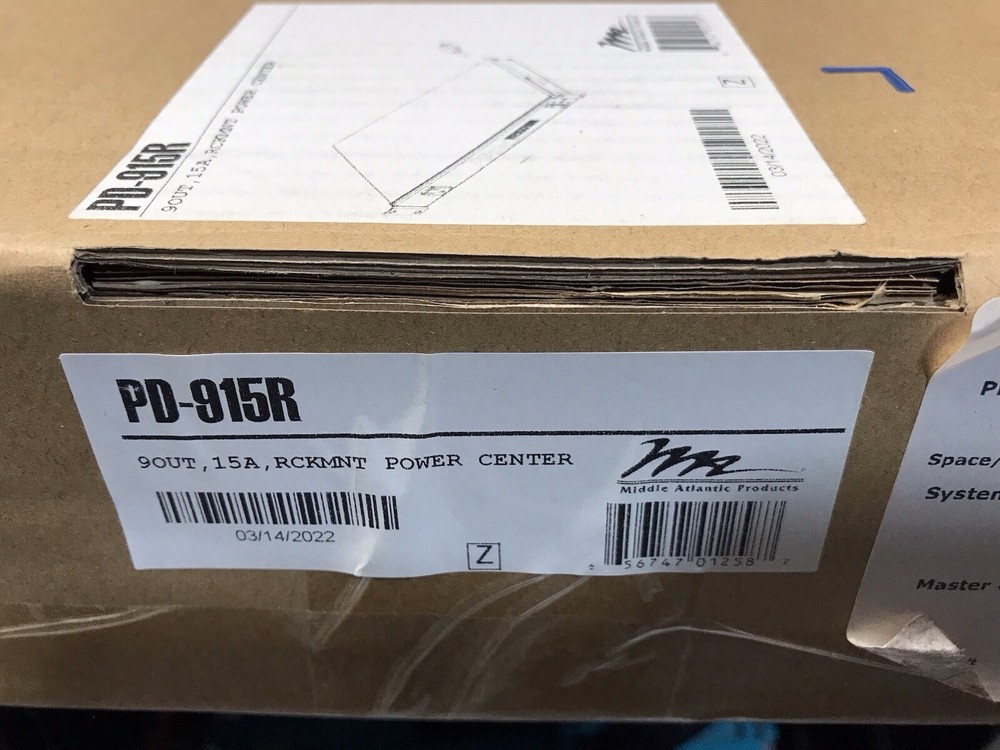 PD-915R
9OUT,15A,RCKMNT POWER CENTER
03/14/2022
Z
PD-915R
9OUT,15A,RCKMNT POWER CENTER
Middle Atlantic Products
03/14/2022
Z
56747 01258 7
Space/
System
Master